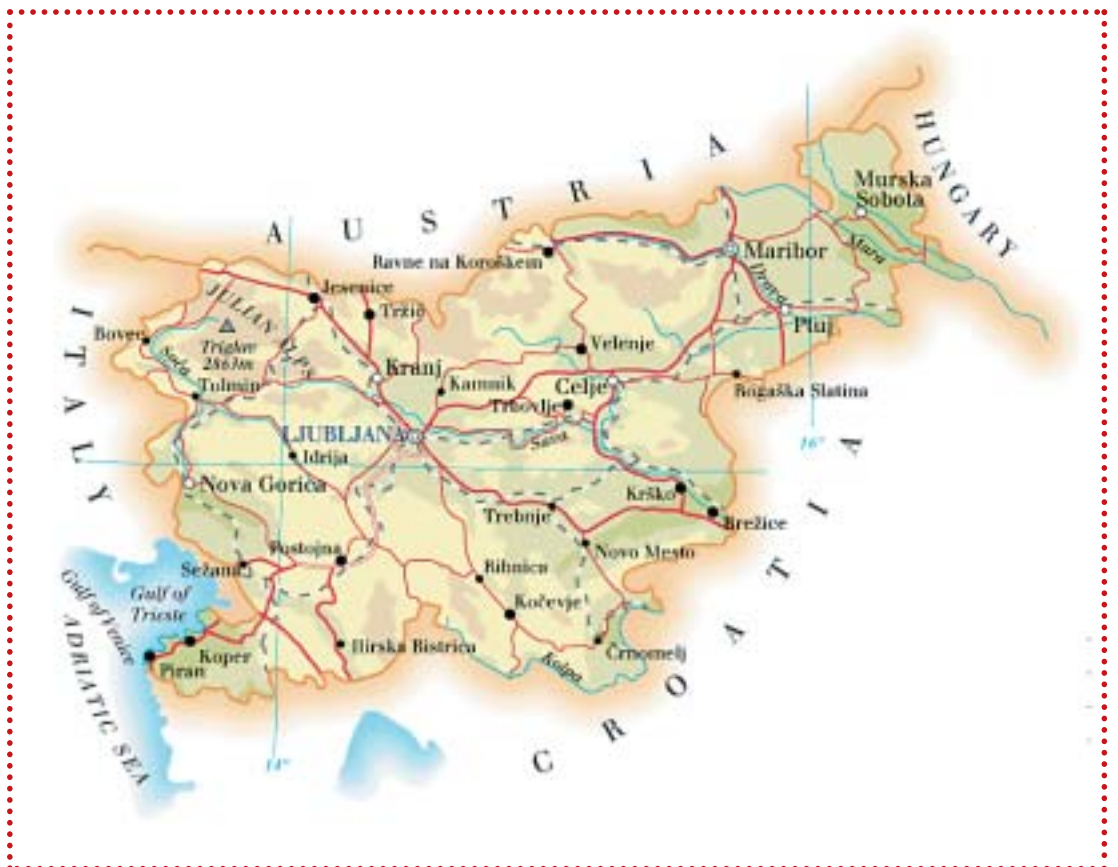 AUSTRIA
HUNGARY
Murska
Sobota
Mura
Maribor
Drava
Ptuj
Ravne na Koroškem
Jesenice
Tržič
JULIAN ALPS
Bovec
Triglav
2863m
Soča
Tolmin
ITALY
Kranj
Kamnik
Velenje
Celje
Trbovlje
Rogaška Slatina
LJUBLJANA
Sava
16°
Idrija
Nova Gorica
Krško
Brežice
Trebnje
Novo Mesto
Postojna
Sežana
Ribnica
Gulf of
Trieste
Gulf of Venice
ADRIATIC SEA
Kočevje
Koper
Piran
Ilirska Bistrica
Kolpa
Črnomelj
CROATIA
14°